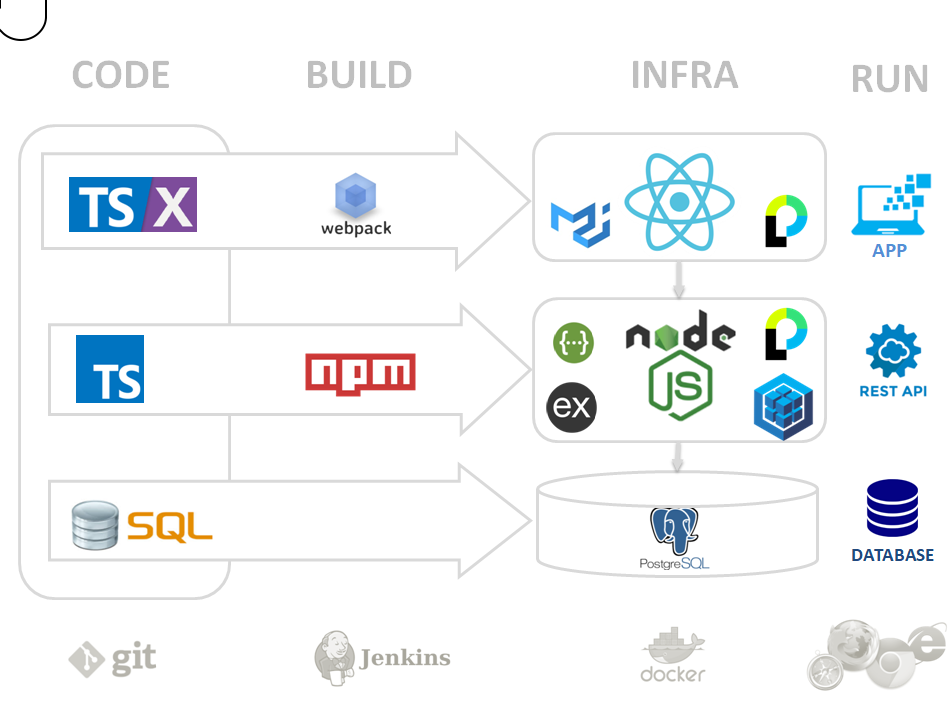 CODE BUILD INFRA RUN
TS X
webpack
APP
TS
npm
{···}
node
JS
ex
REST API
SQL
PostgreSQL
DATABASE
git
Jenkins
docker